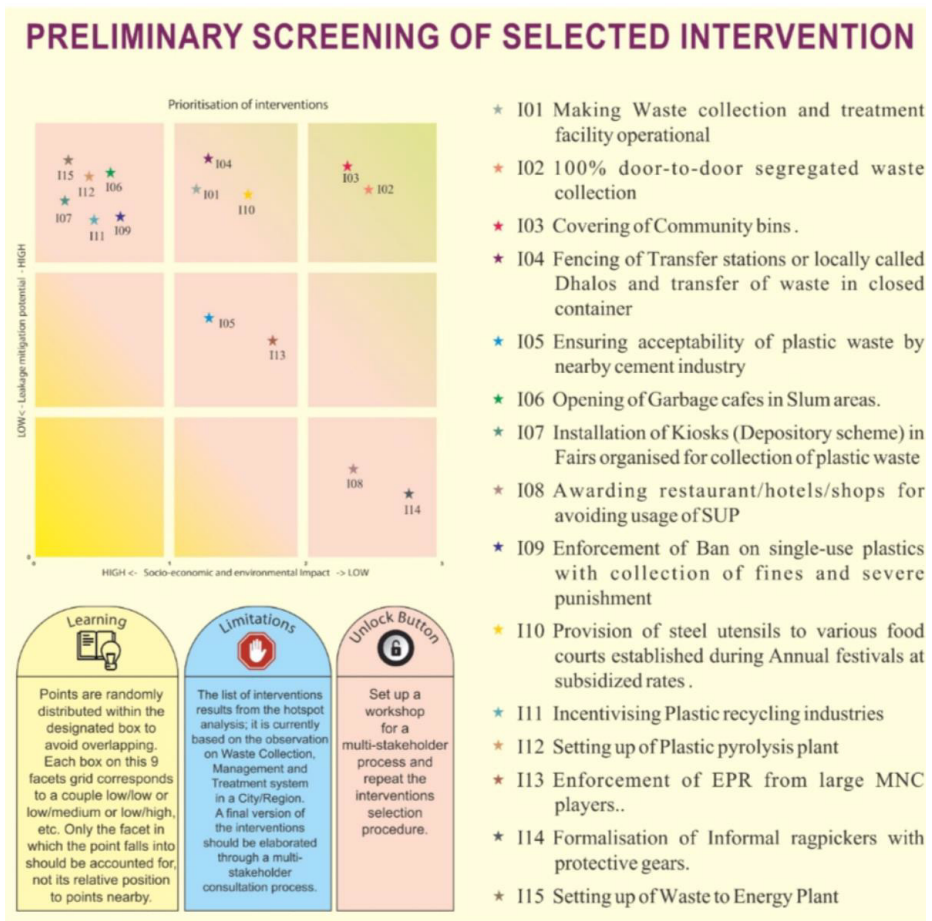 PRELIMINARY SCREENING OF SELECTED INTERVENTION
Prioritisation of interventions
I15
I12
I06
I07
I11
I09
I04
I01
I10
I03
I02
I05
I13
I08
I14
LOW<- Leakage mitigation potential - HIGH
0
0
1
2
3
HIGH <- Socio-economic and environmental Impact -> LOW
I01 Making Waste collection and treatment
facility operational
I02 100% door-to-door segregated waste
collection
I03 Covering of Community bins .
I04 Fencing of Transfer stations or locally called
Dhalos and transfer of waste in closed
container
I05 Ensuring acceptability of plastic waste by
nearby cement industry
I06 Opening of Garbage cafes in Slum areas.
I07 Installation of Kiosks (Depository scheme) in
Fairs organised for collection of plastic waste
I08 Awarding restaurant/hotels/shops for
avoiding usage of SUP
I09 Enforcement of Ban on single-use plastics
with collection of fines and severe
punishment
I10 Provision of steel utensils to various food
courts established during Annual festivals at
subsidized rates .
I11 Incentivising Plastic recycling industries
I12 Setting up of Plastic pyrolysis plant
I13 Enforcement of EPR from large MNC
players..
I14 Formalisation of Informal ragpickers with
protective gears.
I15 Setting up of Waste to Energy Plant
Learning
Points are randomly
distributed within the
designated box to
avoid overlapping.
Each box on this 9
facets grid corresponds
to a couple low/low or
low/medium or low/high,
etc. Only the facet in
which the point falls into
should be accounted for,
not its relative position
to points nearby.
Limitations
The list of interventions
results from the hotspot
analysis; it is currently
based on the observation
on Waste Collection,
Management and
Treatment system
in a City/Region.
A final version of
the interventions
should be elaborated
through a multi-
stakeholder
consultation process.
Unlock Button
Set up a
workshop
for a
multi-stakeholder
process and
repeat the
interventions
selection
procedure.